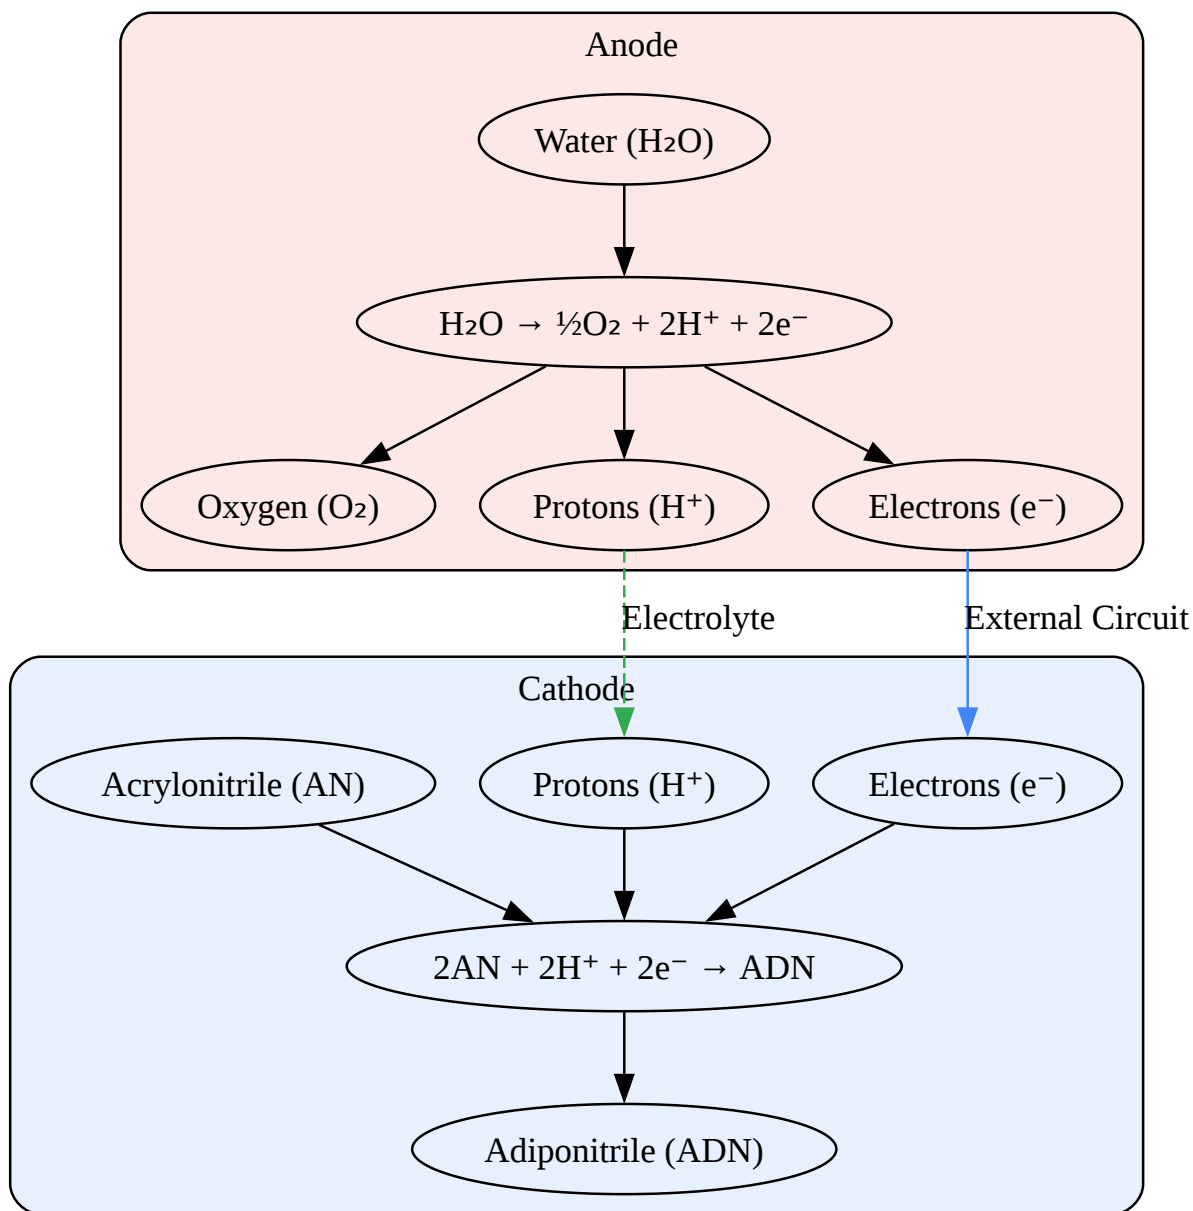 Anode
Water (H₂O)
H₂O → ½O₂ + 2H⁺ + 2e⁻
Oxygen (O₂)
Protons (H⁺)
Electrons (e⁻)
Electrolyte
External Circuit
Cathode
Acrylonitrile (AN)
Protons (H⁺)
Electrons (e⁻)
2AN + 2H⁺ + 2e⁻ → ADN
Adiponitrile (ADN)